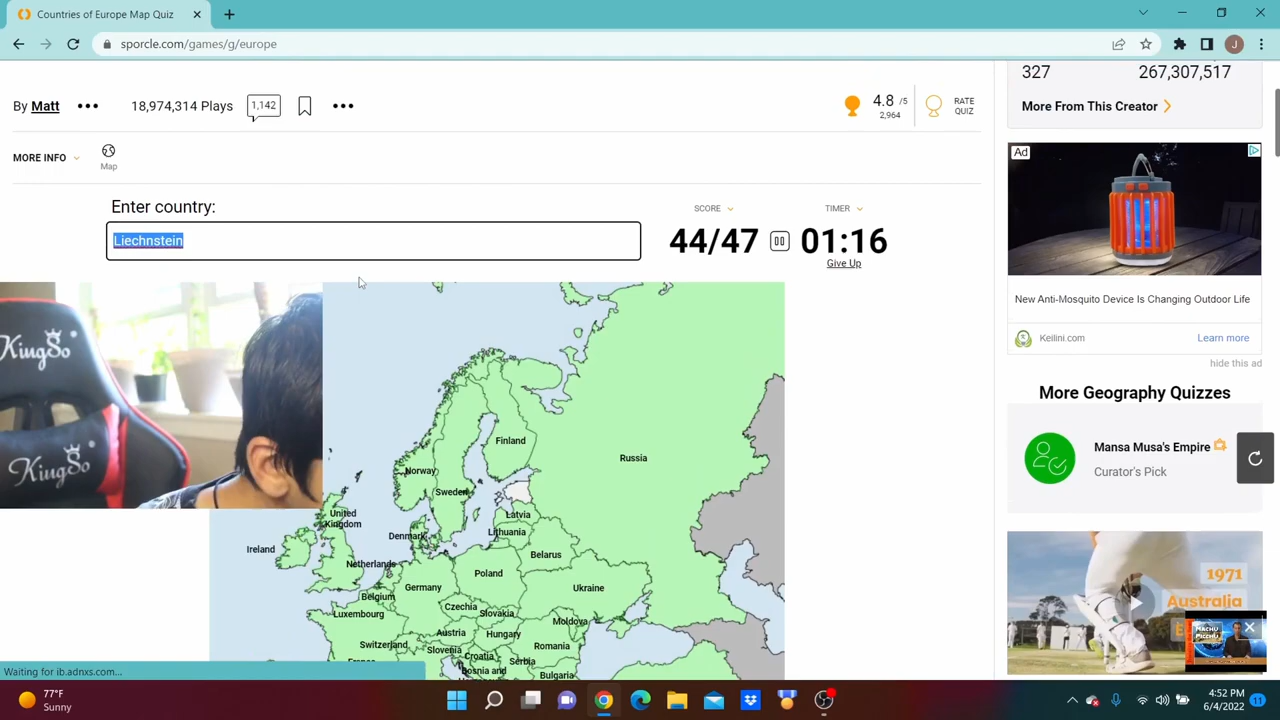 Countries of Europe Map Quiz
sporcle.com/games/g/europe
J
By Matt
18,974,314 Plays
1,142
4.8 /5
2,964
RATE QUIZ
327
267,307,517
More From This Creator
MORE INFO
Map
Enter country:
Liechnstein
SCORE
44/47
TIMER
01:16
Give Up
Ad
New Anti-Mosquito Device Is Changing Outdoor Life
Keilini.com
Learn more
hide this ad
More Geography Quizzes
Mansa Musa's Empire
Curator's Pick
1971
Australia
MACHU
PICCHU
KingSo
KingSo
Finland
Russia
Norway
Sweden
Latvia
United
Kingdom
Lithuania
Denmark
Ireland
Belarus
Netherlands
Poland
Germany
Ukraine
Belgium
Czechia
Luxembourg
Slovakia
Moldova
Austria
Hungary
Switzerland
Slovenia
Romania
Croatia
France
Serbia
Bosnia and
Bulgaria
Waiting for ib.adnxs.com...
77°F
Sunny
4:52 PM
6/4/2022